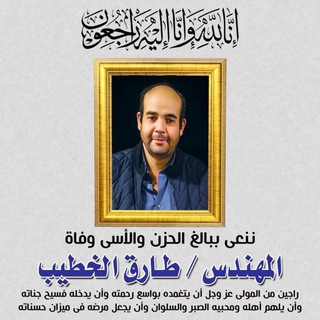 إنا لله وإنا إليه راجعون
ننعى ببالغ الحزن والأسى وفاة
المهندس / طارق الخطيب
راجين من المولى عز وجل أن يتغمده بواسع رحمته وأن يدخله فسيح جناته
وأن يلهم أهله ومحبيه الصبر والسلوان وأن يجعل مرضه فى ميزان حسناته